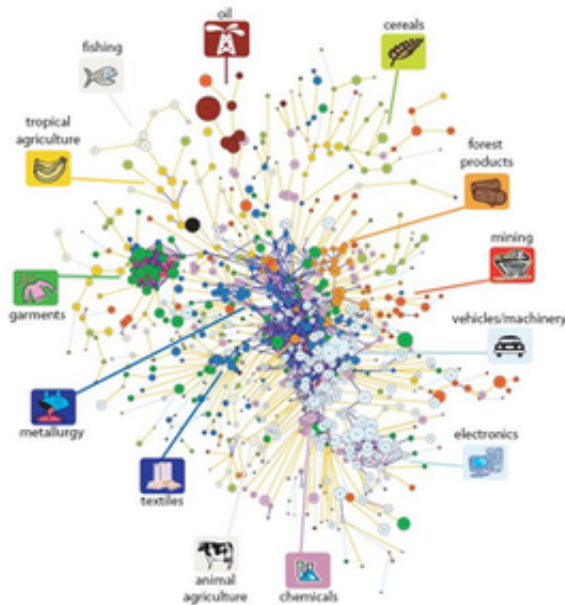 oil
cereals
fishing
tropical
agriculture
forest
products
mining
garments
vehicles/machinery
metallurgy
electronics
textiles
animal
agriculture
chemicals